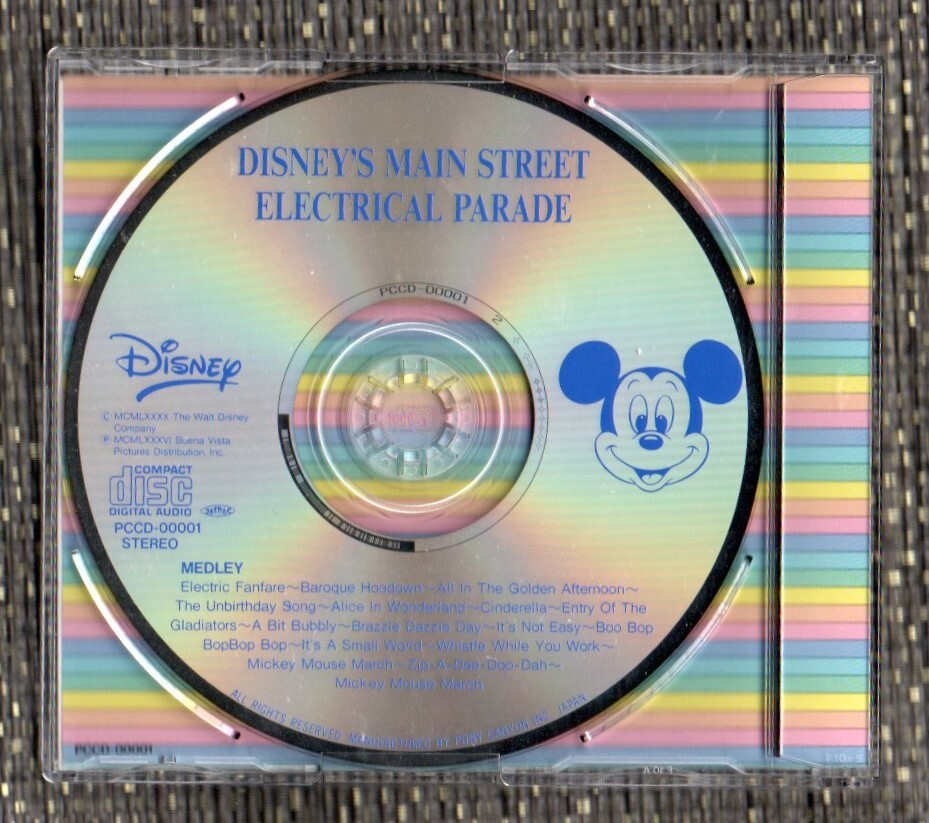 DISNEY'S MAIN STREET
ELECTRICAL PARADE
PCCD-00001
Disney
C MCMLXXXX The Walt Disney
Company
P MCMLXXXVI Buena Vista
Pictures Distribution, Inc.
COMPACT
disc
DIGITAL AUDIO
JASRAC
PCCD-00001
STEREO
MEDLEY
Electric Fanfare~Baroque Hoedown~All In The Golden Afternoon~
The Unbirthday Song~Alice In Wonderland~Cinderella~Entry Of The
Gladiators~A Bit Bubbly~Brazzle Dazzle Day~It's Not Easy~Boo Bop
BopBop Bop~It's A Small World~Whistle While You Work~
Mickey Mouse March~Zip-A-Dee-Doo-Dah~
Mickey Mouse March
ALL RIGHTS RESERVED. MANUFACTURED BY PONY CANYON INC. JAPAN
PCCD-00001